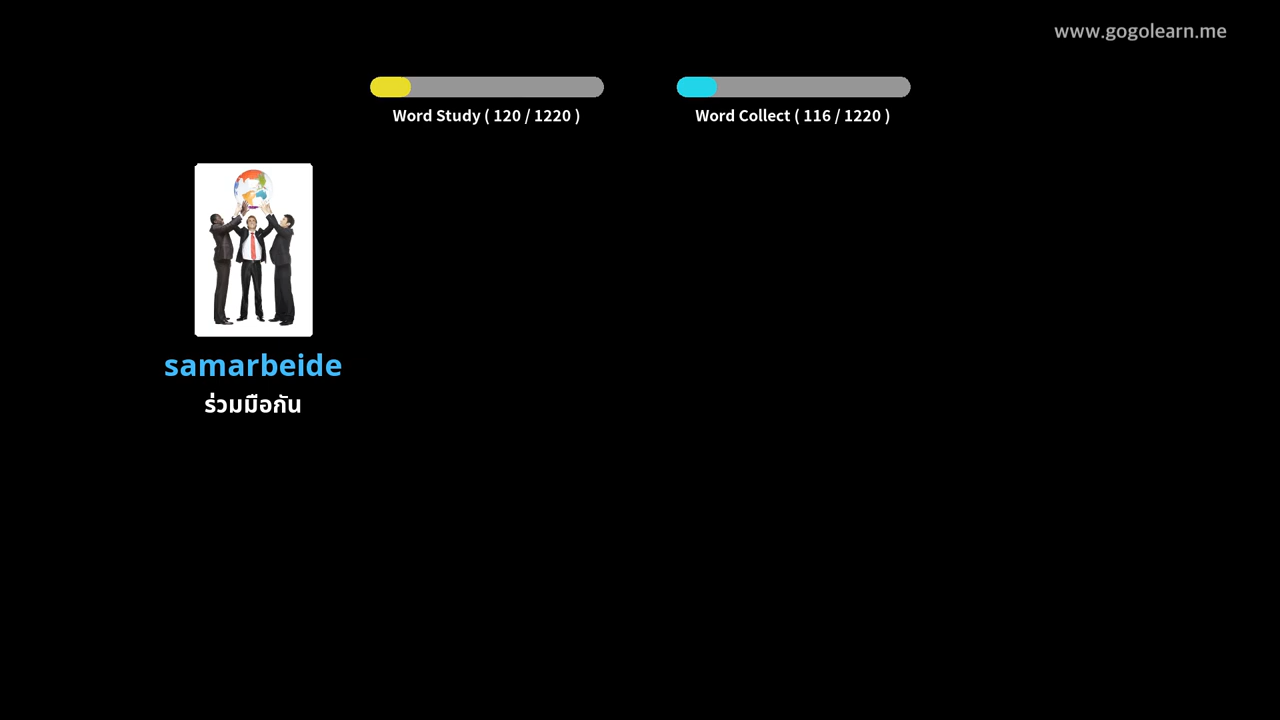 www.gogolearn.me
Word Study ( 120 / 1220 )
Word Collect ( 116 / 1220 )
samarbeide
ร่วมมือกัน